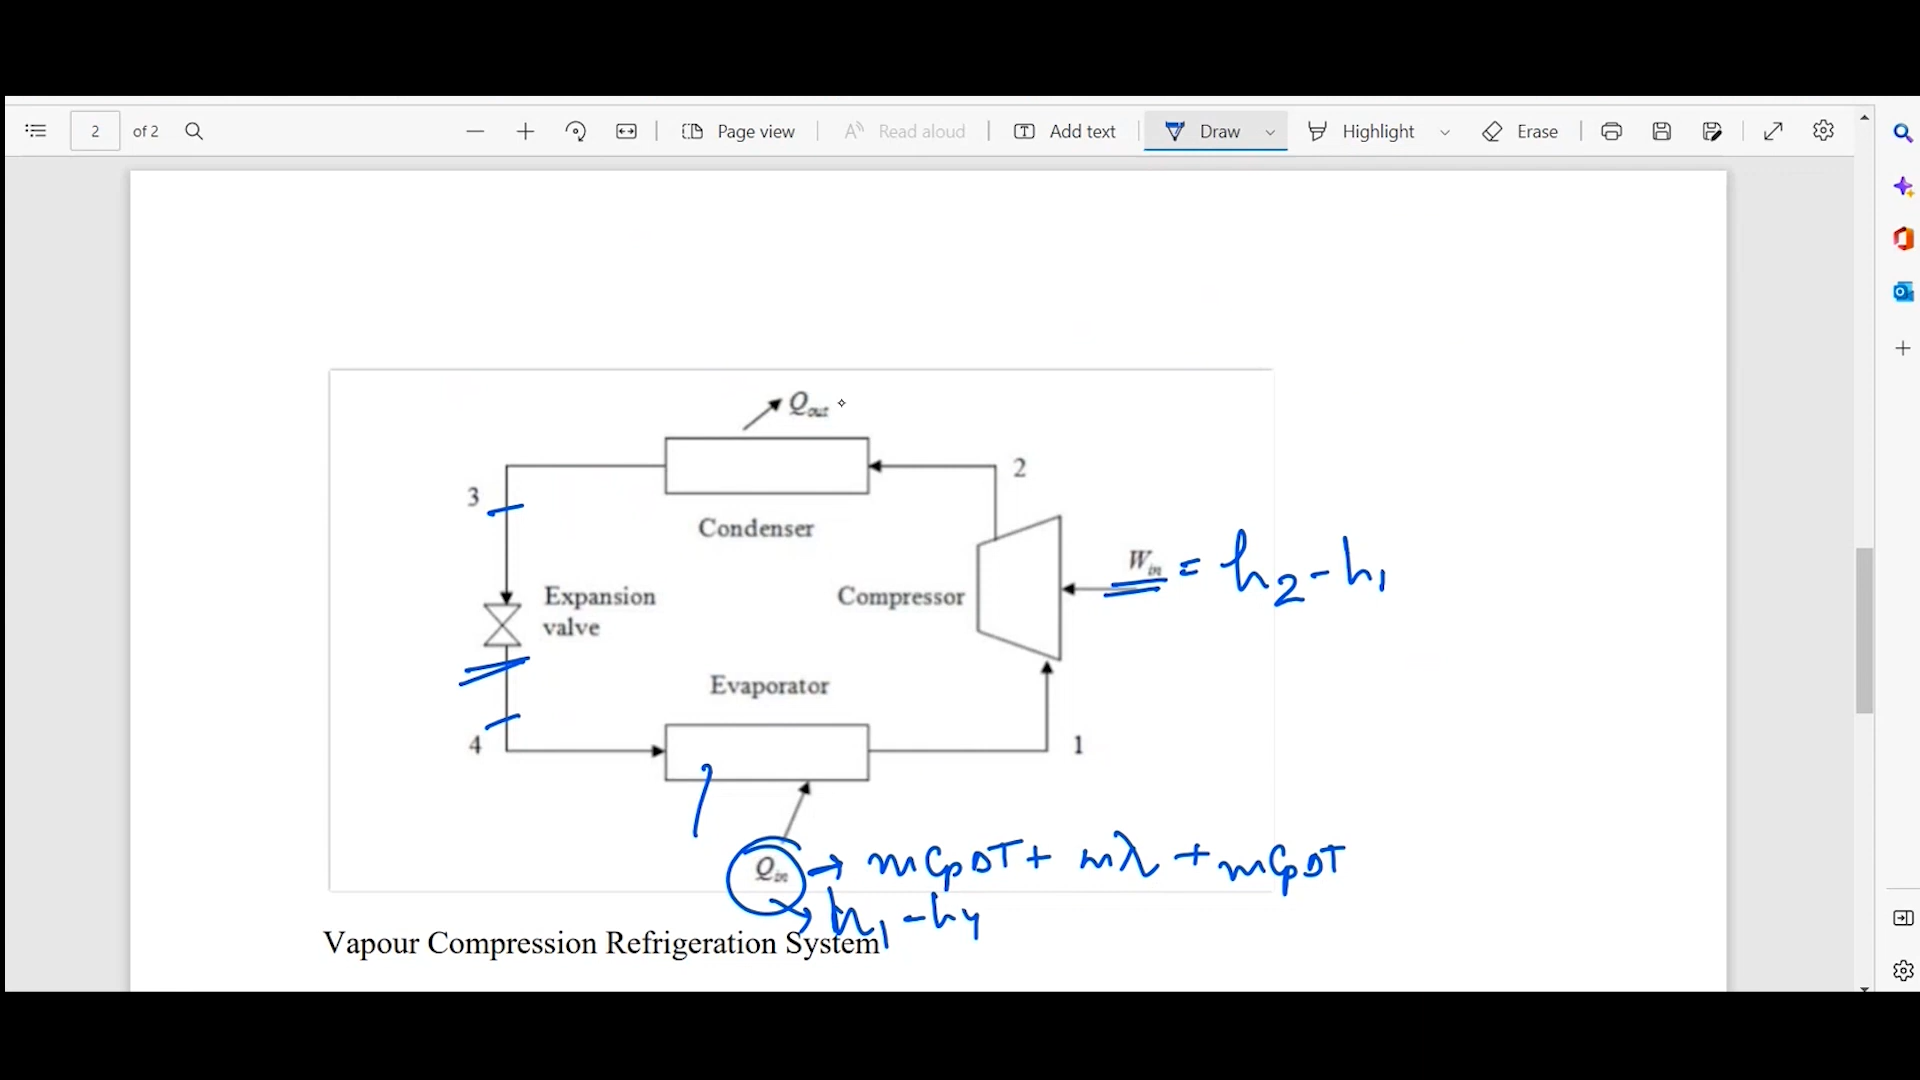 2 of 2 Page view Read aloud Add text Draw Highlight Erase
Qout
3
2
Condenser
Win = h2 - h1
Expansion
valve
Compressor
Evaporator
4
1
Qin → mCpΔT + mλ + mCpΔT
→ h1 - h4
Vapour Compression Refrigeration System